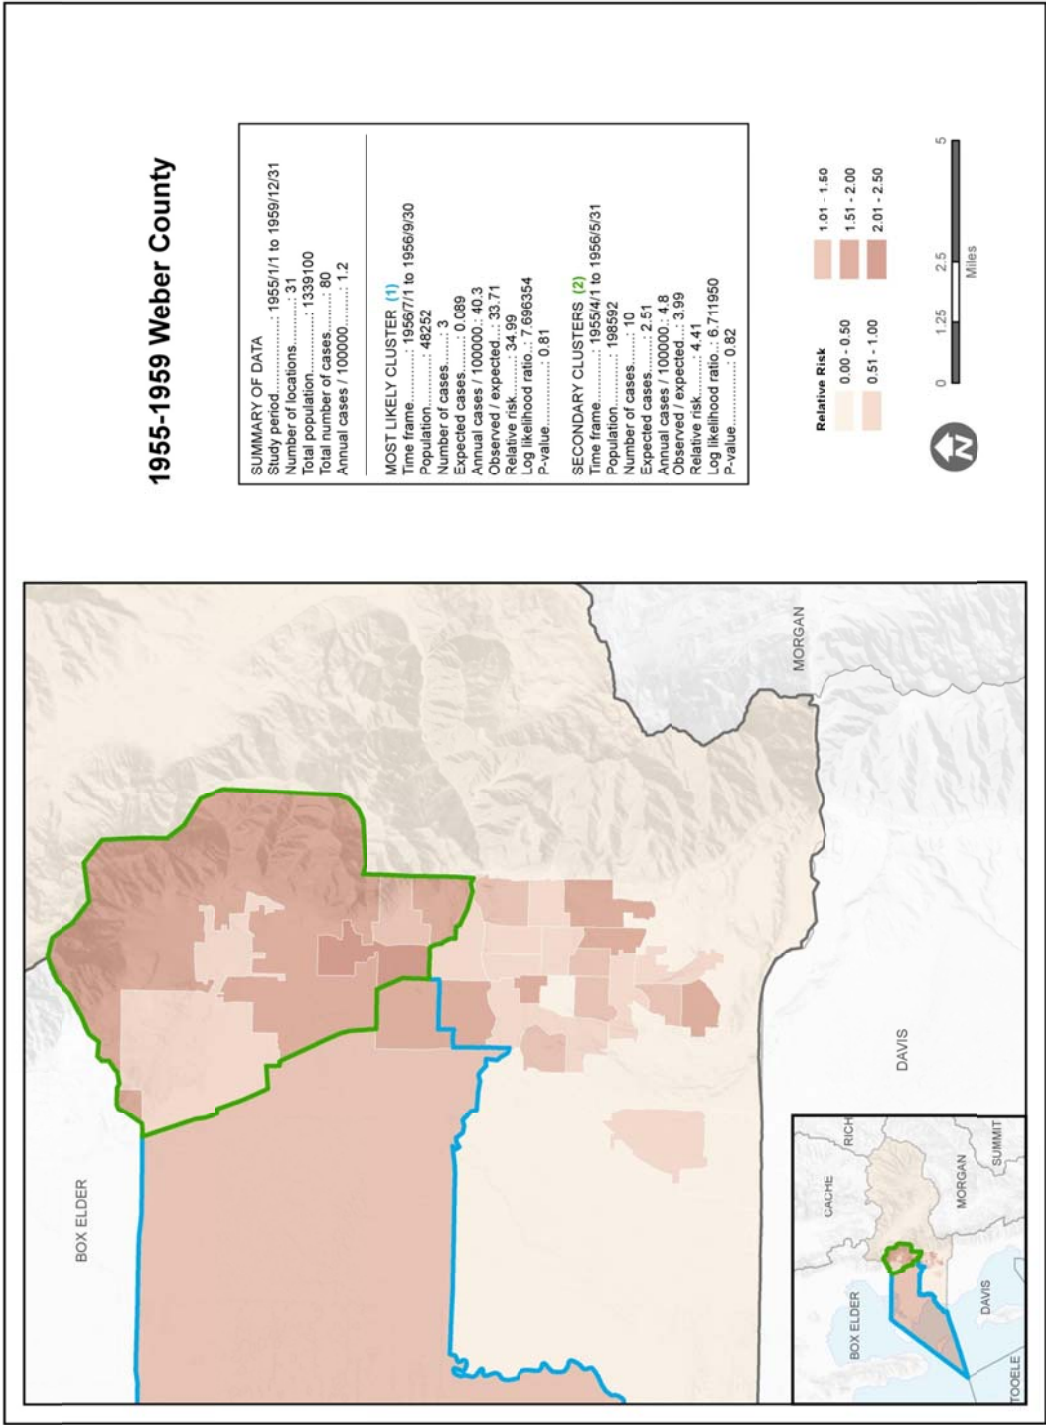 1955-1959 Weber County
SUMMARY OF DATA
Study period..................: 1955/1/1 to 1959/12/31
Number of locations........: 31
Total population..............: 1339100
Total number of cases....: 80
Annual cases / 100000....: 1.2
MOST LIKELY CLUSTER (1)
Time frame.........: 1956/7/1 to 1956/9/30
Population...........: 48252
Number of cases.....: 3
Expected cases......: 0.089
Annual cases / 100000.: 40.3
Observed / expected...: 33.71
Relative risk.......: 34.99
Log likelihood ratio..: 7.696354
P-value...............: 0.81
SECONDARY CLUSTERS (2)
Time frame.........: 1955/4/1 to 1956/5/31
Population...........: 198592
Number of cases.....: 10
Expected cases......: 2.51
Annual cases / 100000.: 4.8
Observed / expected...: 3.99
Relative risk.......: 4.41
Log likelihood ratio..: 6.711950
P-value...............: 0.82
Relative Risk
0.00 - 0.50
0.51 - 1.00
1.01 - 1.50
1.51 - 2.00
2.01 - 2.50
N
0 1.25 2.5 5
Miles
BOX ELDER
MORGAN
DAVIS
CACHE
RICH
BOX ELDER
MORGAN
SUMMIT
DAVIS
TOOELE